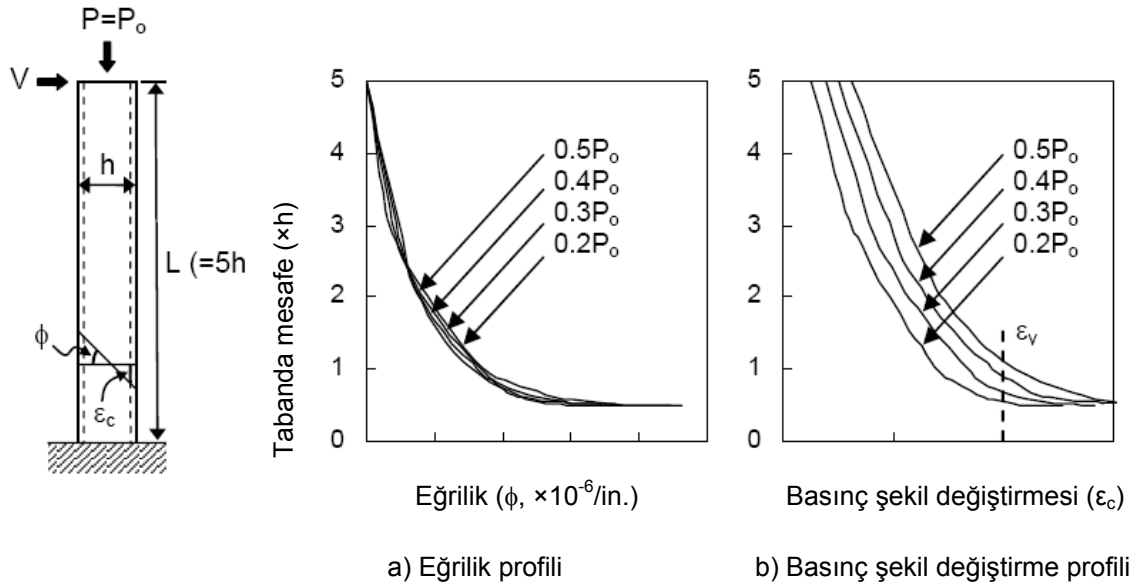 P=Pₒ
V
h
L (=5h
ϕ
εc
Tabanda mesafe (×h)
5
4
3
2
1
0
0.5Pₒ
0.4Pₒ
0.3Pₒ
0.2Pₒ
Eğrilik (ϕ, ×10⁻⁶/in.)
a) Eğrilik profili
5
4
3
2
1
0
0.5Pₒ
0.4Pₒ
0.3Pₒ
0.2Pₒ
εv
Basınç şekil değiştirmesi (εc)
b) Basınç şekil değiştirme profili